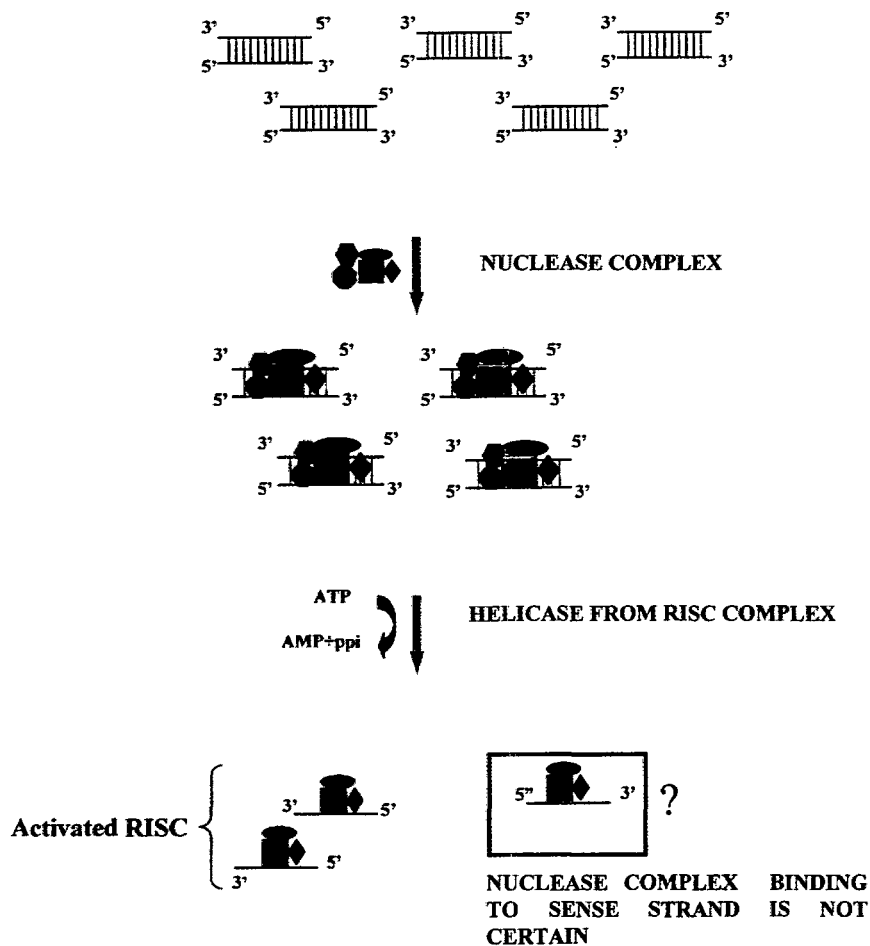 3’ 5’ 3’ 5’ 3’ 5’
5’ 3’ 5’ 3’ 5’ 3’
3’ 5’ 3’ 5’
5’ 3’ 5’ 3’
NUCLEASE COMPLEX
3’ 5’ 3’ 5’
5’ 3’ 5’ 3’
3’ 5’ 3’ 5’
5’ 3’ 5’ 3’
ATP
HELICASE FROM RISC COMPLEX
AMP+ppi
Activated RISC
3’ 5’
5’
3’
5” 3’ ?
NUCLEASE COMPLEX BINDING
TO SENSE STRAND IS NOT
CERTAIN